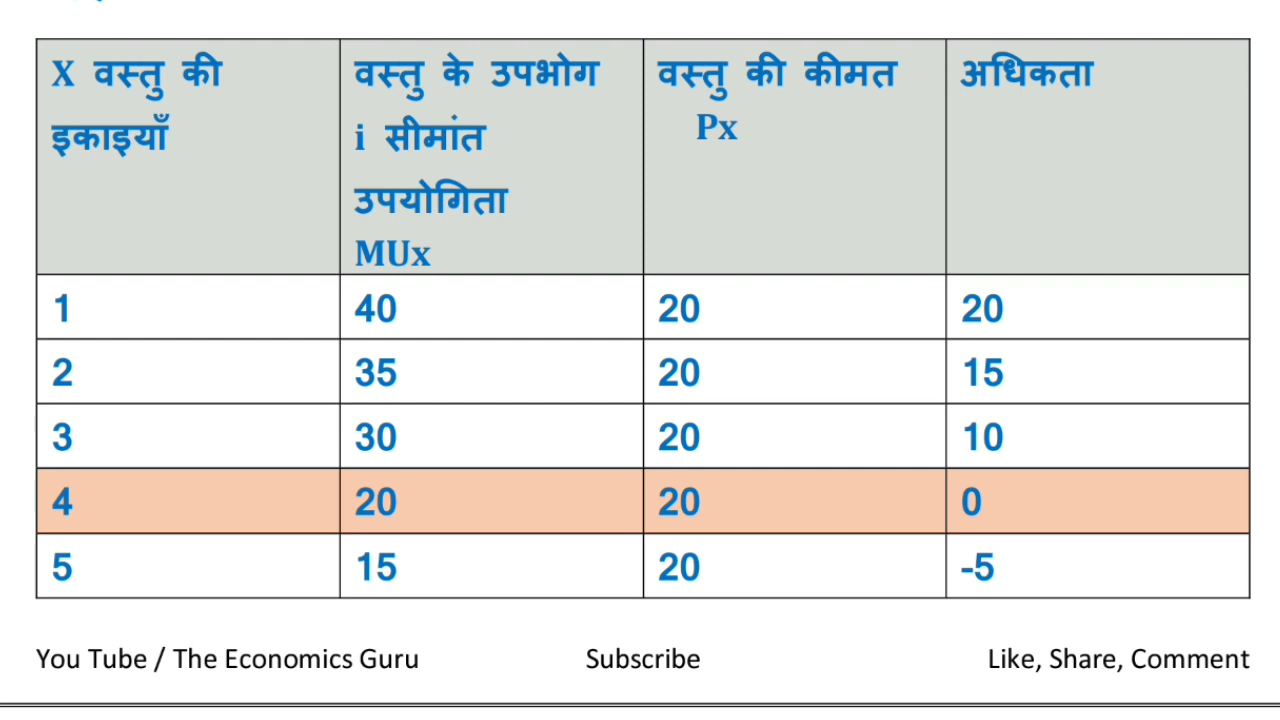 X वस्तु की इकाइयाँ
वस्तु के उपभोग i सीमांत उपयोगिता MUx
वस्तु की कीमत Px
अधिकता
1 40 20 20
2 35 20 15
3 30 20 10
4 20 20 0
5 15 20 -5
You Tube / The Economics Guru Subscribe Like, Share, Comment